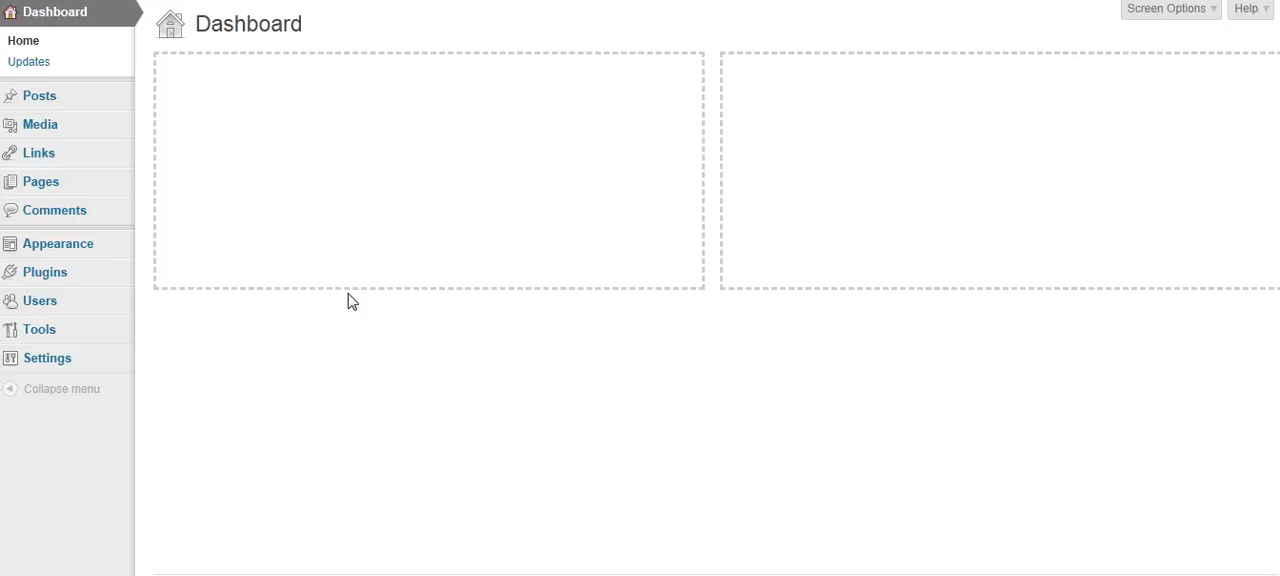 Dashboard
Home
Updates
Posts
Media
Links
Pages
Comments
Appearance
Plugins
Users
Tools
Settings
Collapse menu
Dashboard
Screen Options
Help